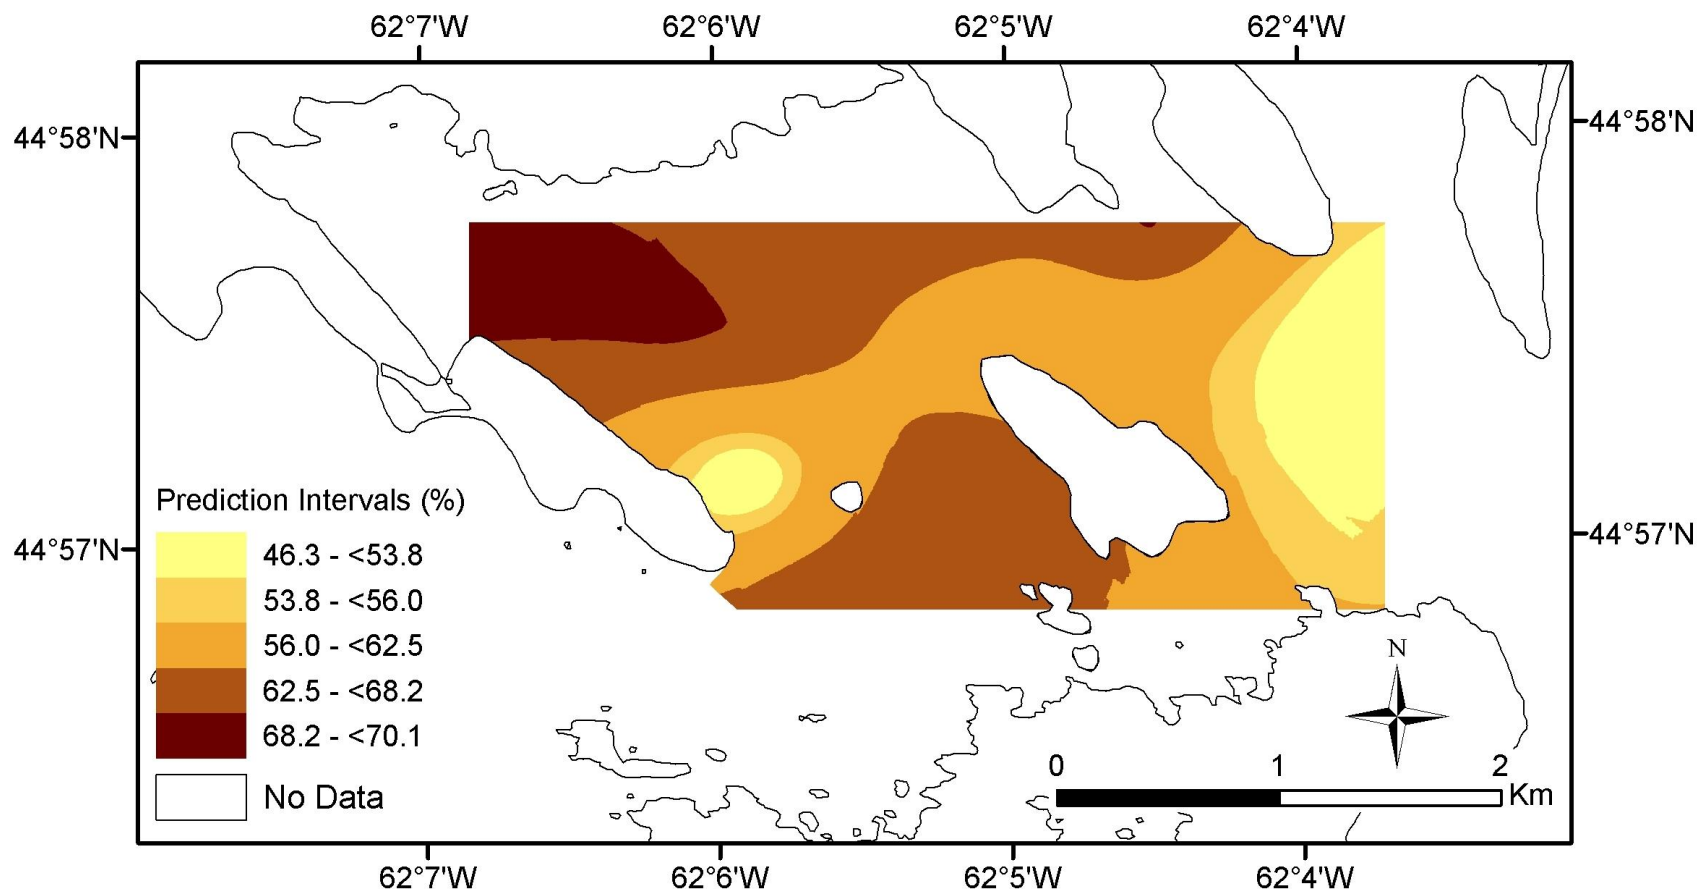 62°7'W 62°6'W 62°5'W 62°4'W
44°58'N 44°58'N
Prediction Intervals (%)
46.3 - <53.8
44°57'N 44°57'N
53.8 - <56.0
56.0 - <62.5
N
62.5 - <68.2
68.2 - <70.1
0 1 2
Km
No Data
62°7'W 62°6'W 62°5'W 62°4'W